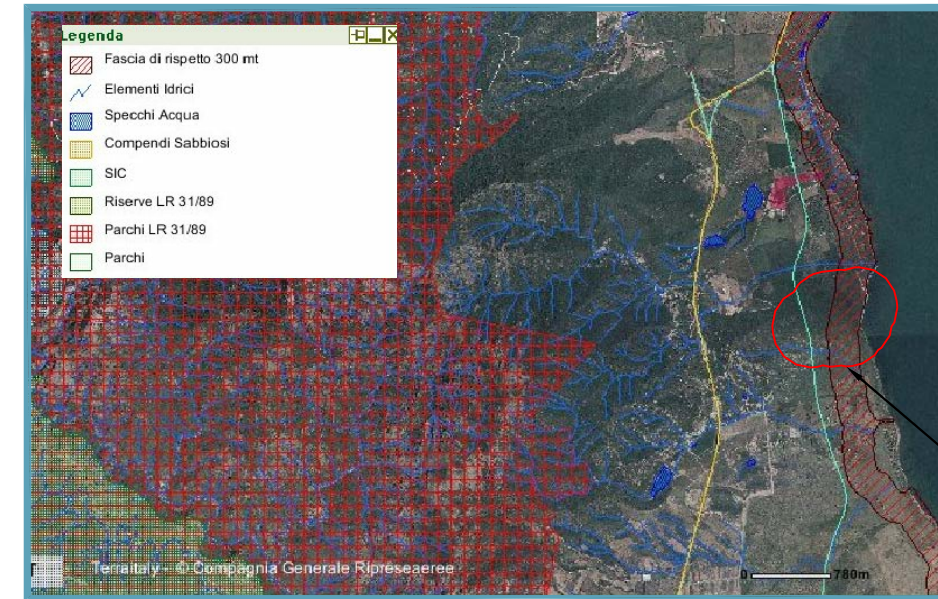 Legenda
Fascia di rispetto 300 mt
Elementi Idrici
Specchi Acqua
Compendi Sabbiosi
SIC
Riserve LR 31/89
Parchi LR 31/89
Parchi
Terraitaly - © Compagnia Generale Ripreseaeree
0 780m